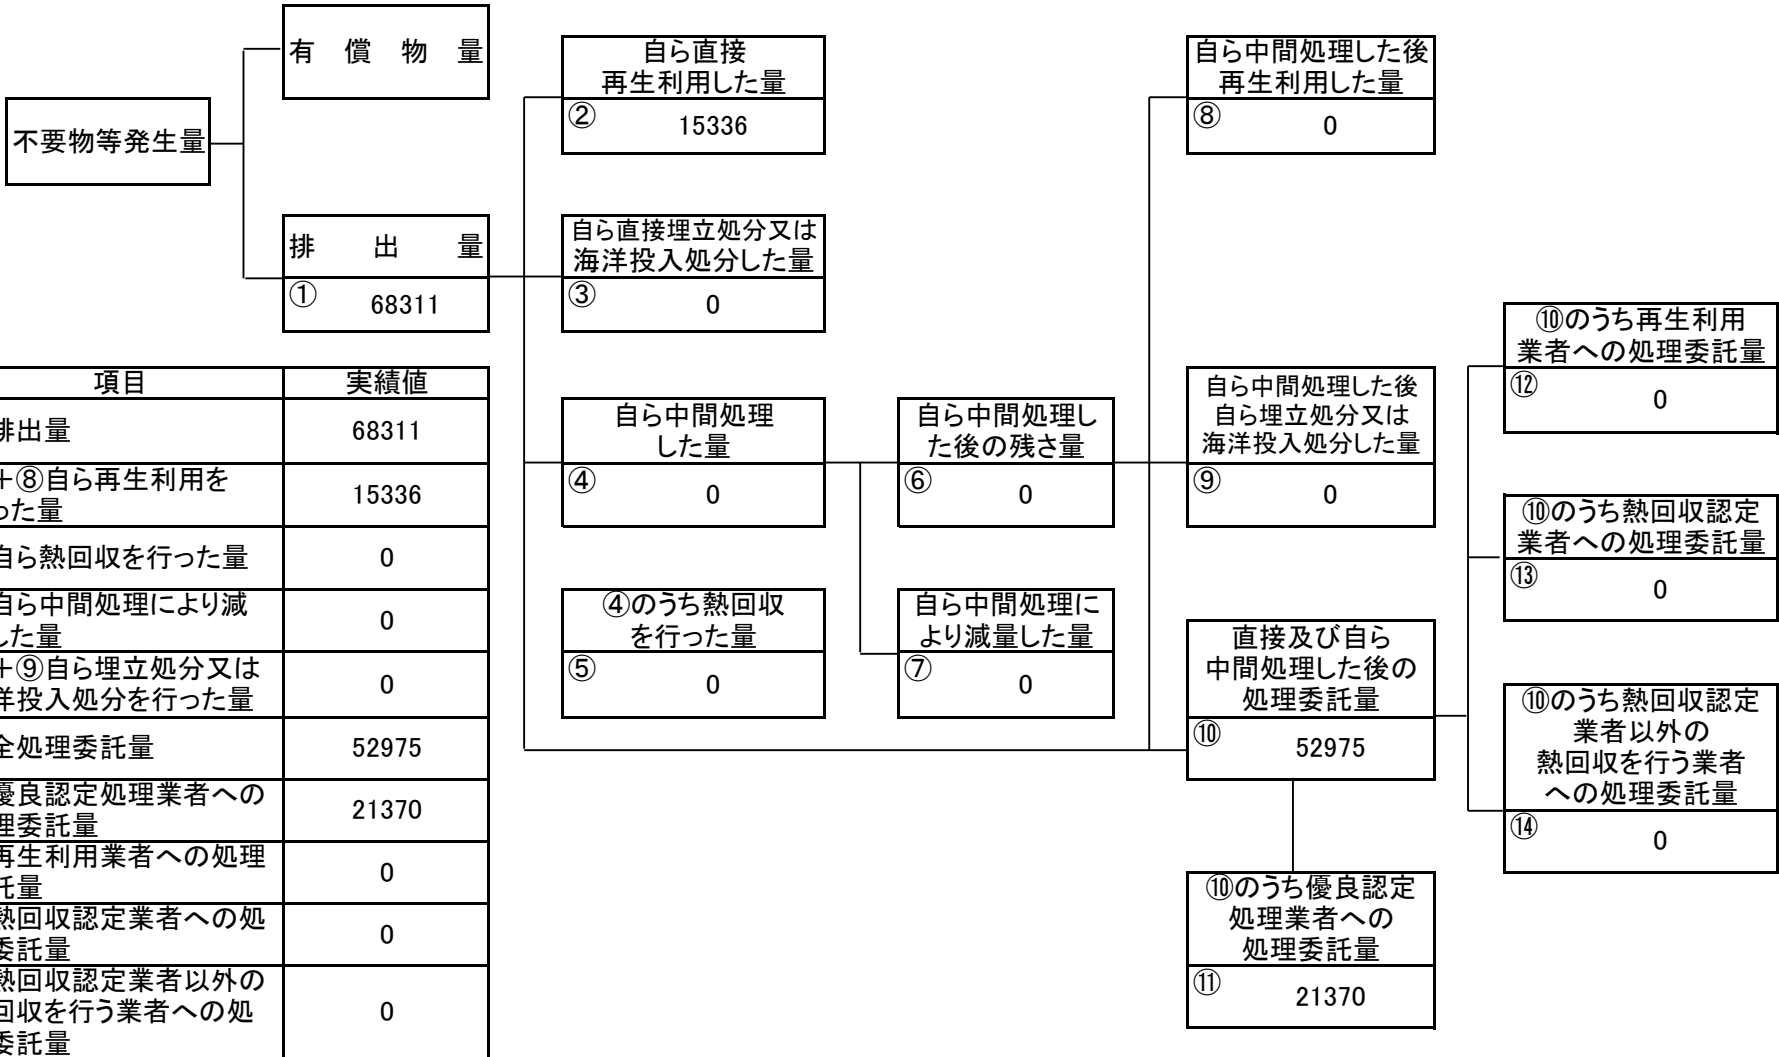 有償物量
不要物等発生量
排出量
① 68311
自ら直接
再生利用した量
② 15336
自ら直接埋立処分又は
海洋投入処分した量
③ 0
自ら中間処理
した量
④ 0
④のうち熱回収
を行った量
⑤ 0
自ら中間処理し
た後の残さ量
⑥ 0
自ら中間処理に
より減量した量
⑦ 0
自ら中間処理した後
再生利用した量
⑧ 0
自ら中間処理した後
自ら埋立処分又は
海洋投入処分した量
⑨ 0
直接及び自ら
中間処理した後の
処理委託量
⑩ 52975
⑩のうち優良認定
処理業者への
処理委託量
⑪ 21370
⑩のうち再生利用
業者への処理委託量
⑫ 0
⑩のうち熱回収認定
業者への処理委託量
⑬ 0
⑩のうち熱回収認定
業者以外の
熱回収を行う業者
への処理委託量
⑭ 0
項目 実績値
排出量 68311
+⑧自ら再生利用を
った量 15336
自ら熱回収を行った量 0
自ら中間処理により減
した量 0
+⑨自ら埋立処分又は
洋投入処分を行った量 0
全処理委託量 52975
優良認定処理業者への
理委託量 21370
再生利用業者への処理
託量 0
熱回収認定業者への処
委託量 0
熱回収認定業者以外の
回収を行う業者への処
委託量 0